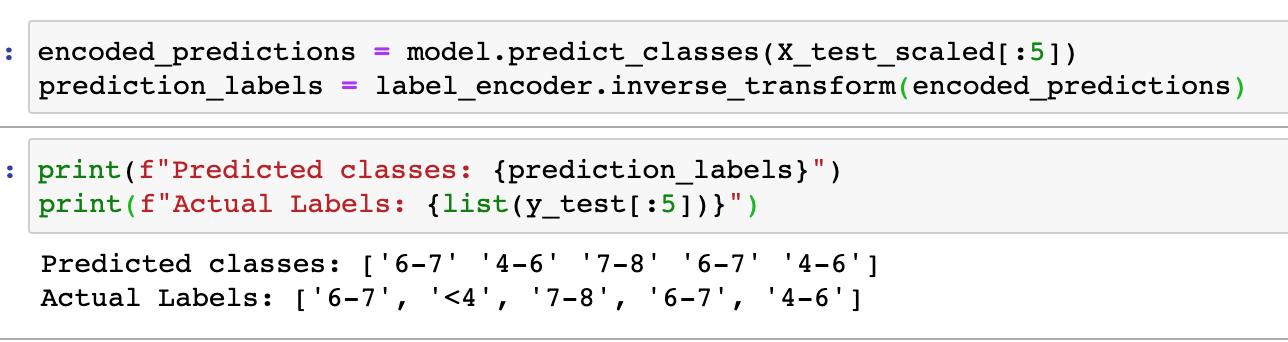 : encoded_predictions = model.predict_classes(X_test_scaled[:5])
prediction_labels = label_encoder.inverse_transform(encoded_predictions)
: print(f"Predicted classes: {prediction_labels}")
print(f"Actual Labels: {list(y_test[:5])}")
Predicted classes: ['6-7' '4-6' '7-8' '6-7' '4-6']
Actual Labels: ['6-7', '<4', '7-8', '6-7', '4-6']